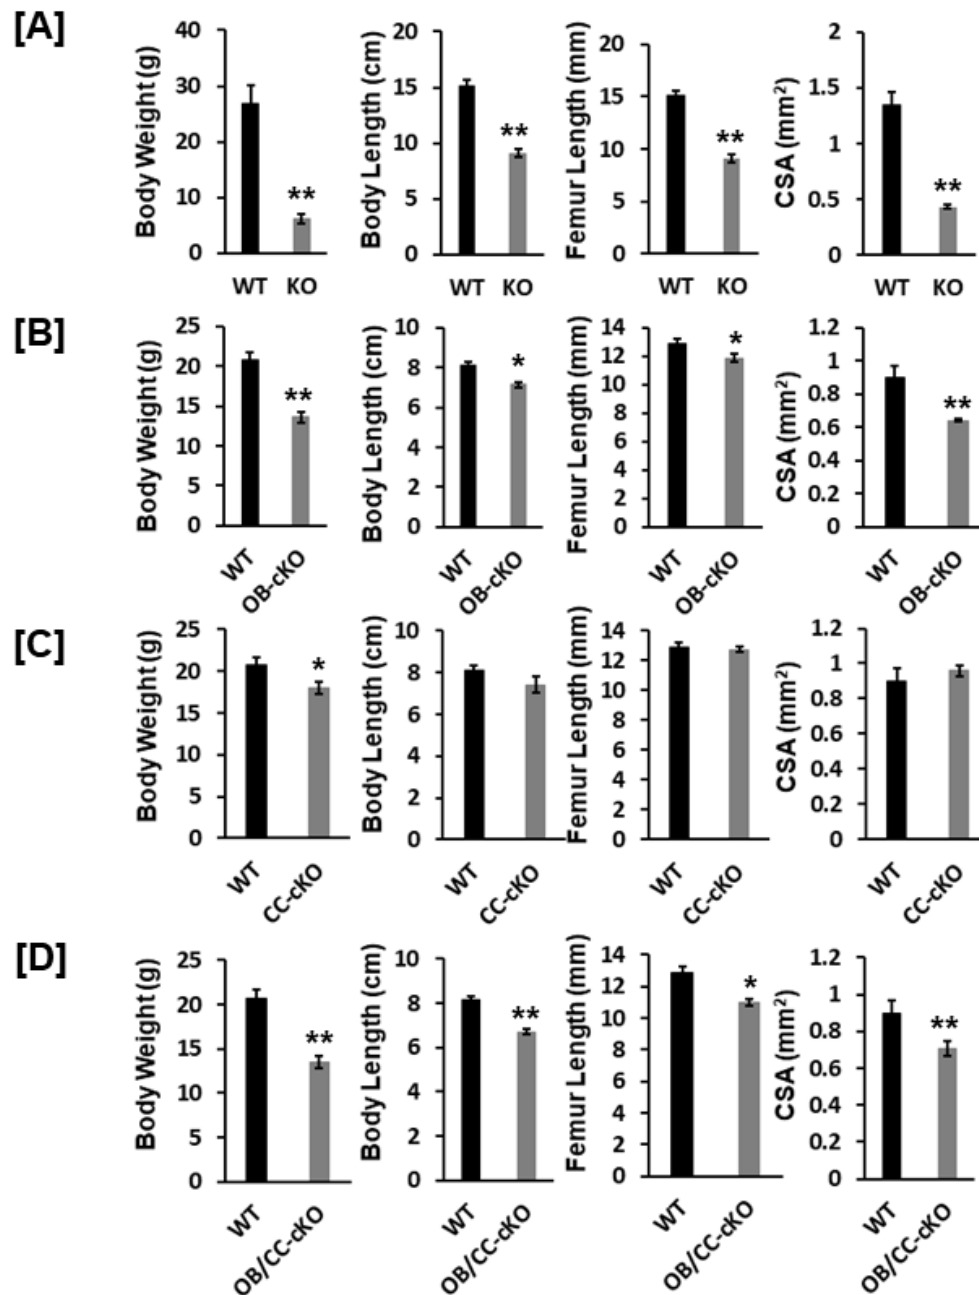 [A]
Body Weight (g)
40
30
20
10
0
**
WT KO
Body Length (cm)
20
15
10
5
0
**
WT KO
Femur Length (mm)
20
15
10
5
0
**
WT KO
CSA (mm²)
2
1.5
1
0.5
0
**
WT KO
[B]
Body Weight (g)
25
20
15
10
5
0
**
WT
OB-cKO
Body Length (cm)
10
8
6
4
2
0
*
WT
OB-cKO
Femur Length (mm)
14
12
10
8
6
4
2
0
*
WT
OB-cKO
CSA (mm²)
1.2
1
0.8
0.6
0.4
0.2
0
**
WT
OB-cKO
[C]
Body Weight (g)
25
20
15
10
5
0
*
WT
CC-cKO
Body Length (cm)
10
8
6
4
2
0
WT
CC-cKO
Femur Length (mm)
14
12
10
8
6
4
2
0
WT
CC-cKO
CSA (mm²)
1.2
1
0.8
0.6
0.4
0.2
0
WT
CC-cKO
[D]
Body Weight (g)
25
20
15
10
5
0
**
WT
OB/CC-cKO
Body Length (cm)
10
8
6
4
2
0
**
WT
OB/CC-cKO
Femur Length (mm)
14
12
10
8
6
4
2
0
*
WT
OB/CC-cKO
CSA (mm²)
1.2
1
0.8
0.6
0.4
0.2
0
**
WT
OB/CC-cKO